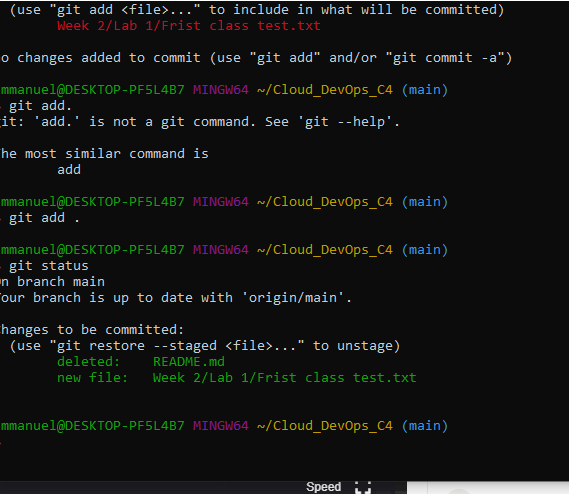 (use "git add <file>..." to include in what will be committed)
Week 2/Lab 1/Frist class test.txt
o changes added to commit (use "git add" and/or "git commit -a")
mmanuel@DESKTOP-PF5L4B7 MINGW64 ~/Cloud_DevOps_C4 (main)
git add.
it: 'add.' is not a git command. See 'git --help'.
he most similar command is
add
mmanuel@DESKTOP-PF5L4B7 MINGW64 ~/Cloud_DevOps_C4 (main)
git add .
mmanuel@DESKTOP-PF5L4B7 MINGW64 ~/Cloud_DevOps_C4 (main)
git status
n branch main
our branch is up to date with 'origin/main'.
hanges to be committed:
(use "git restore --staged <file>..." to unstage)
deleted:    README.md
new file:   Week 2/Lab 1/Frist class test.txt
mmanuel@DESKTOP-PF5L4B7 MINGW64 ~/Cloud_DevOps_C4 (main)
Speed